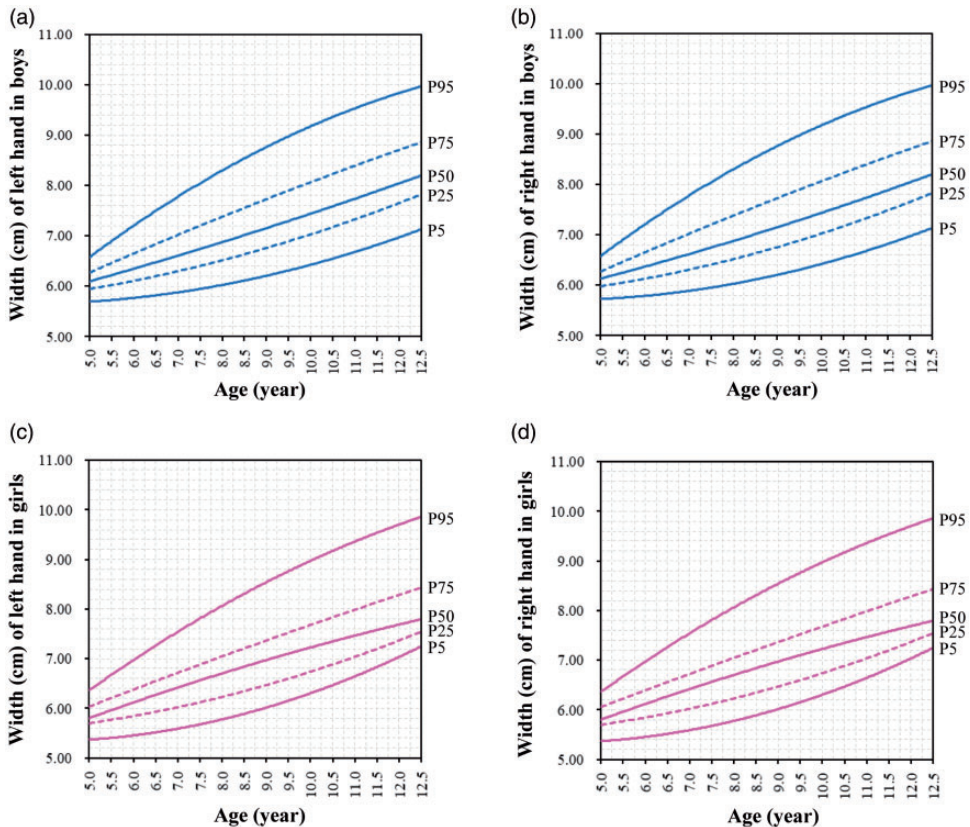 (a)
Width (cm) of left hand in boys
11.00
10.00
9.00
8.00
7.00
6.00
5.00
P95
P75
P50
P25
P5
5.0
5.5
6.0
6.5
7.0
7.5
8.0
8.5
9.0
9.5
10.0
10.5
11.0
11.5
12.0
12.5
Age (year)
(b)
Width (cm) of right hand in boys
11.00
10.00
9.00
8.00
7.00
6.00
5.00
P95
P75
P50
P25
P5
5.0
5.5
6.0
6.5
7.0
7.5
8.0
8.5
9.0
9.5
10.0
10.5
11.0
11.5
12.0
12.5
Age (year)
(c)
Width (cm) of left hand in girls
11.00
10.00
9.00
8.00
7.00
6.00
5.00
P95
P75
P50
P25
P5
5.0
5.5
6.0
6.5
7.0
7.5
8.0
8.5
9.0
9.5
10.0
10.5
11.0
11.5
12.0
12.5
Age (year)
(d)
Width (cm) of right hand in girls
11.00
10.00
9.00
8.00
7.00
6.00
5.00
P95
P75
P50
P25
P5
5.0
5.5
6.0
6.5
7.0
7.5
8.0
8.5
9.0
9.5
10.0
10.5
11.0
11.5
12.0
12.5
Age (year)